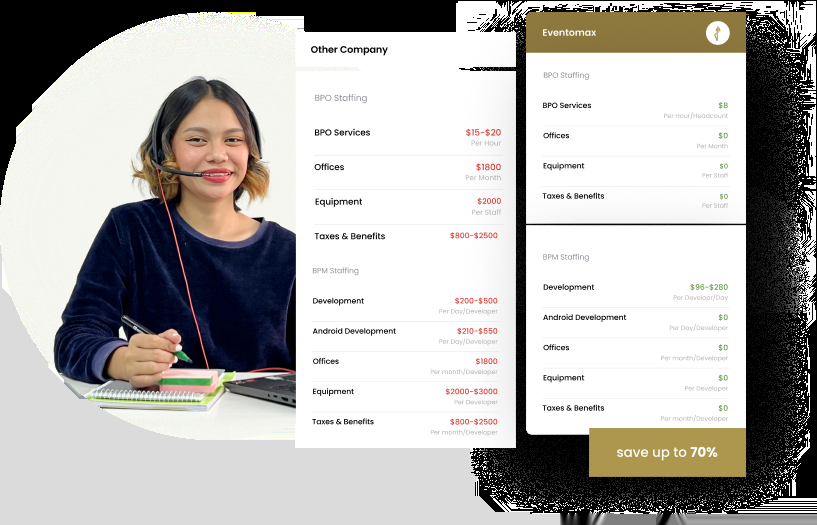 Other Company
BPO Staffing
BPO Services
$15-$20
Per Hour
Offices
$1800
Per Month
Equipment
$2000
Per Staff
Taxes & Benefits
$800-$2500
BPM Staffing
Development
$200-$500
Per Day/Developer
Android Development
$210-$550
Per Day/Developer
Offices
$1800
Per month/Developer
Equipment
$2000-$3000
Per Developer
Taxes & Benefits
$800-$2500
Per month/Developer
Eventomax
BPO Staffing
BPO Services
$8
Per Hour/Headcount
Offices
$0
Per Month
Equipment
$0
Per Staff
Taxes & Benefits
$0
Per Staff
BPM Staffing
Development
$96-$280
Per Developr/Day
Android Development
$0
Per Day/Developer
Offices
$0
Per month/Developer
Equipment
$0
Per Developer
Taxes & Benefits
$0
Per month/Developer
save up to 70%